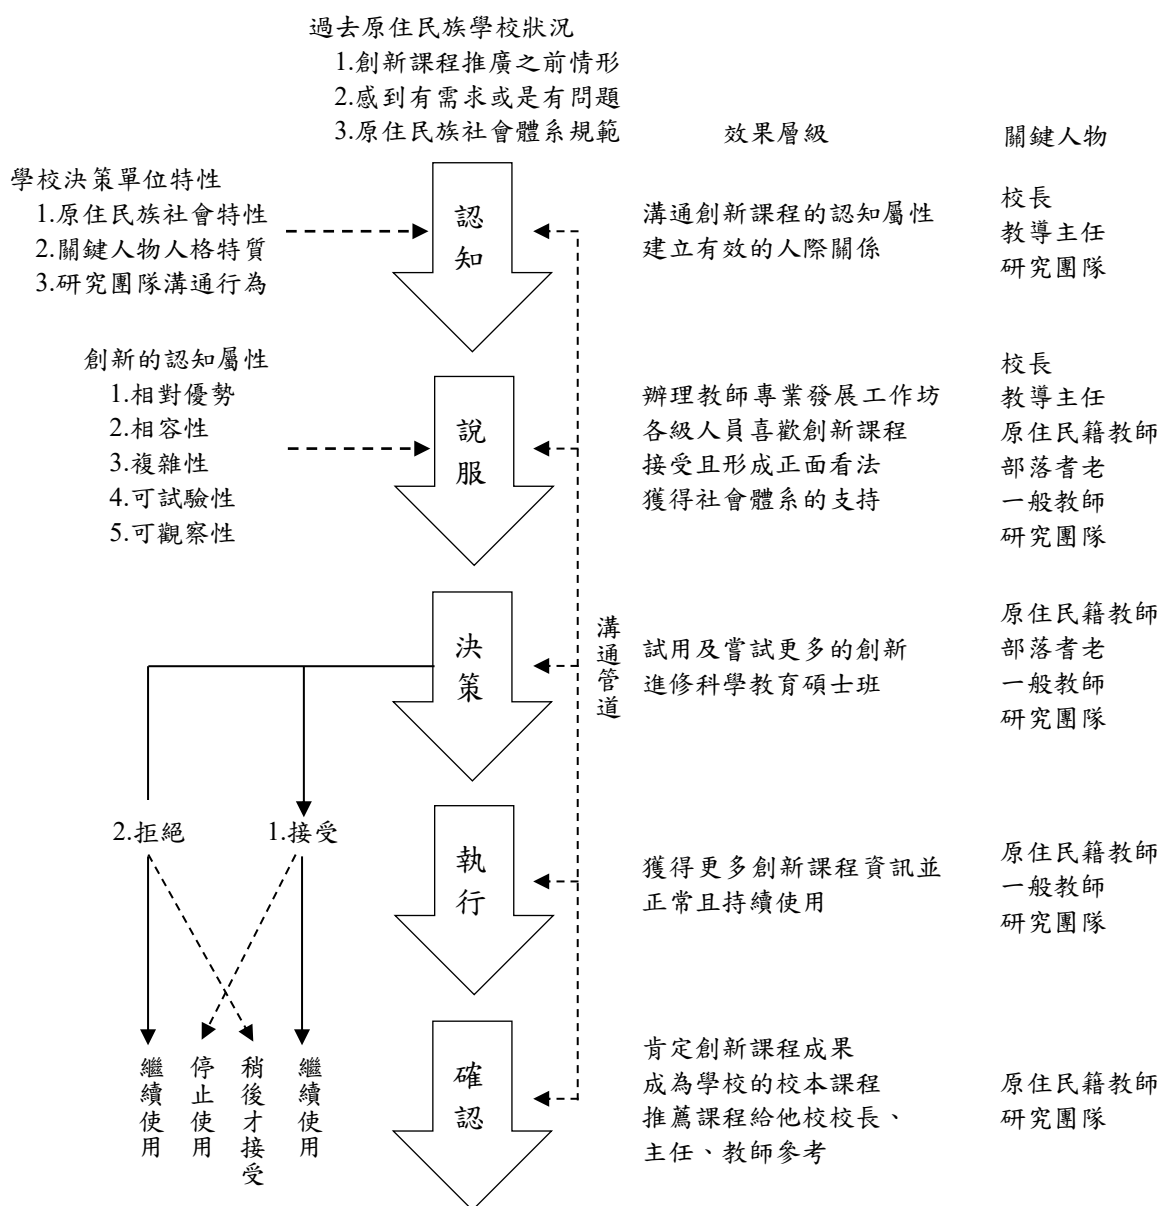 過去原住民族學校狀況
1.創新課程推廣之前情形
2.感到有需求或是有問題
3.原住民族社會體系規範
效果層級
關鍵人物
學校決策單位特性
1.原住民族社會特性
2.關鍵人物人格特質
3.研究團隊溝通行為
認知
溝通創新課程的認知屬性
建立有效的人際關係
校長
教導主任
研究團隊
創新的認知屬性
1.相對優勢
2.相容性
3.複雜性
4.可試驗性
5.可觀察性
說服
辦理教師專業發展工作坊
各級人員喜歡創新課程
接受且形成正面看法
獲得社會體系的支持
校長
教導主任
原住民籍教師
部落耆老
一般教師
研究團隊
決策
溝通管道
試用及嘗試更多的創新
進修科學教育碩士班
原住民籍教師
部落耆老
一般教師
研究團隊
2.拒絕
1.接受
執行
獲得更多創新課程資訊並
正常且持續使用
原住民籍教師
一般教師
研究團隊
繼續使用
停止使用
稍後才接受
繼續使用
確認
肯定創新課程成果
成為學校的校本課程
推薦課程給他校校長、
主任、教師參考
原住民籍教師
研究團隊